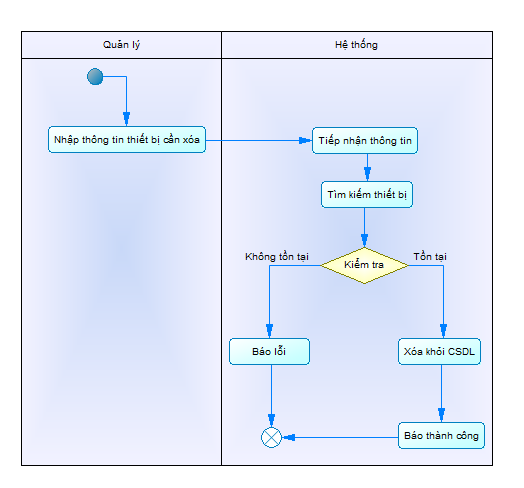 Quản lý
Hệ thống
Nhập thông tin thiết bị cần xóa
Tiếp nhận thông tin
Tìm kiếm thiết bị
Không tồn tại
Kiểm tra
Tồn tại
Báo lỗi
Xóa khỏi CSDL
Báo thành công